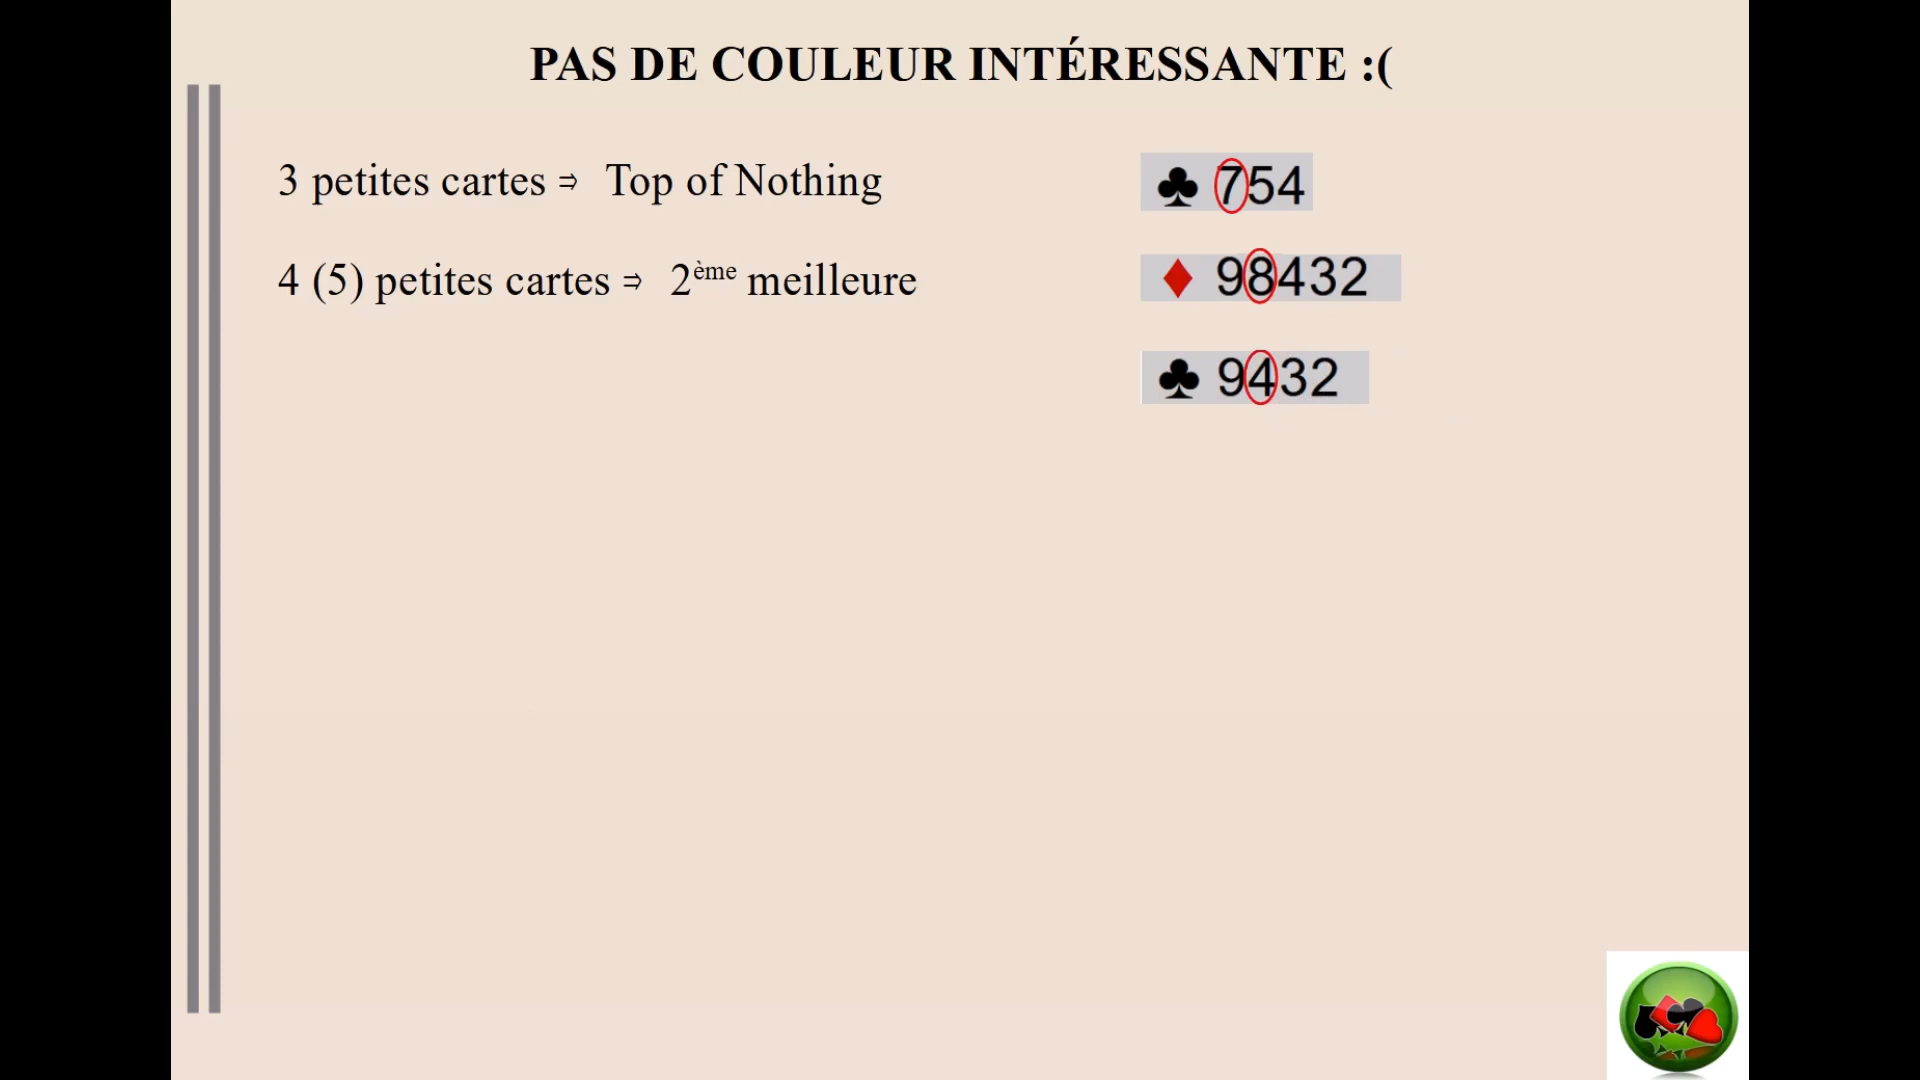 PAS DE COULEUR INTÉRESSANTE :(
3 petites cartes ⇒ Top of Nothing ♣ 754
4 (5) petites cartes ⇒ 2ème meilleure ♦ 98432
♣ 9432